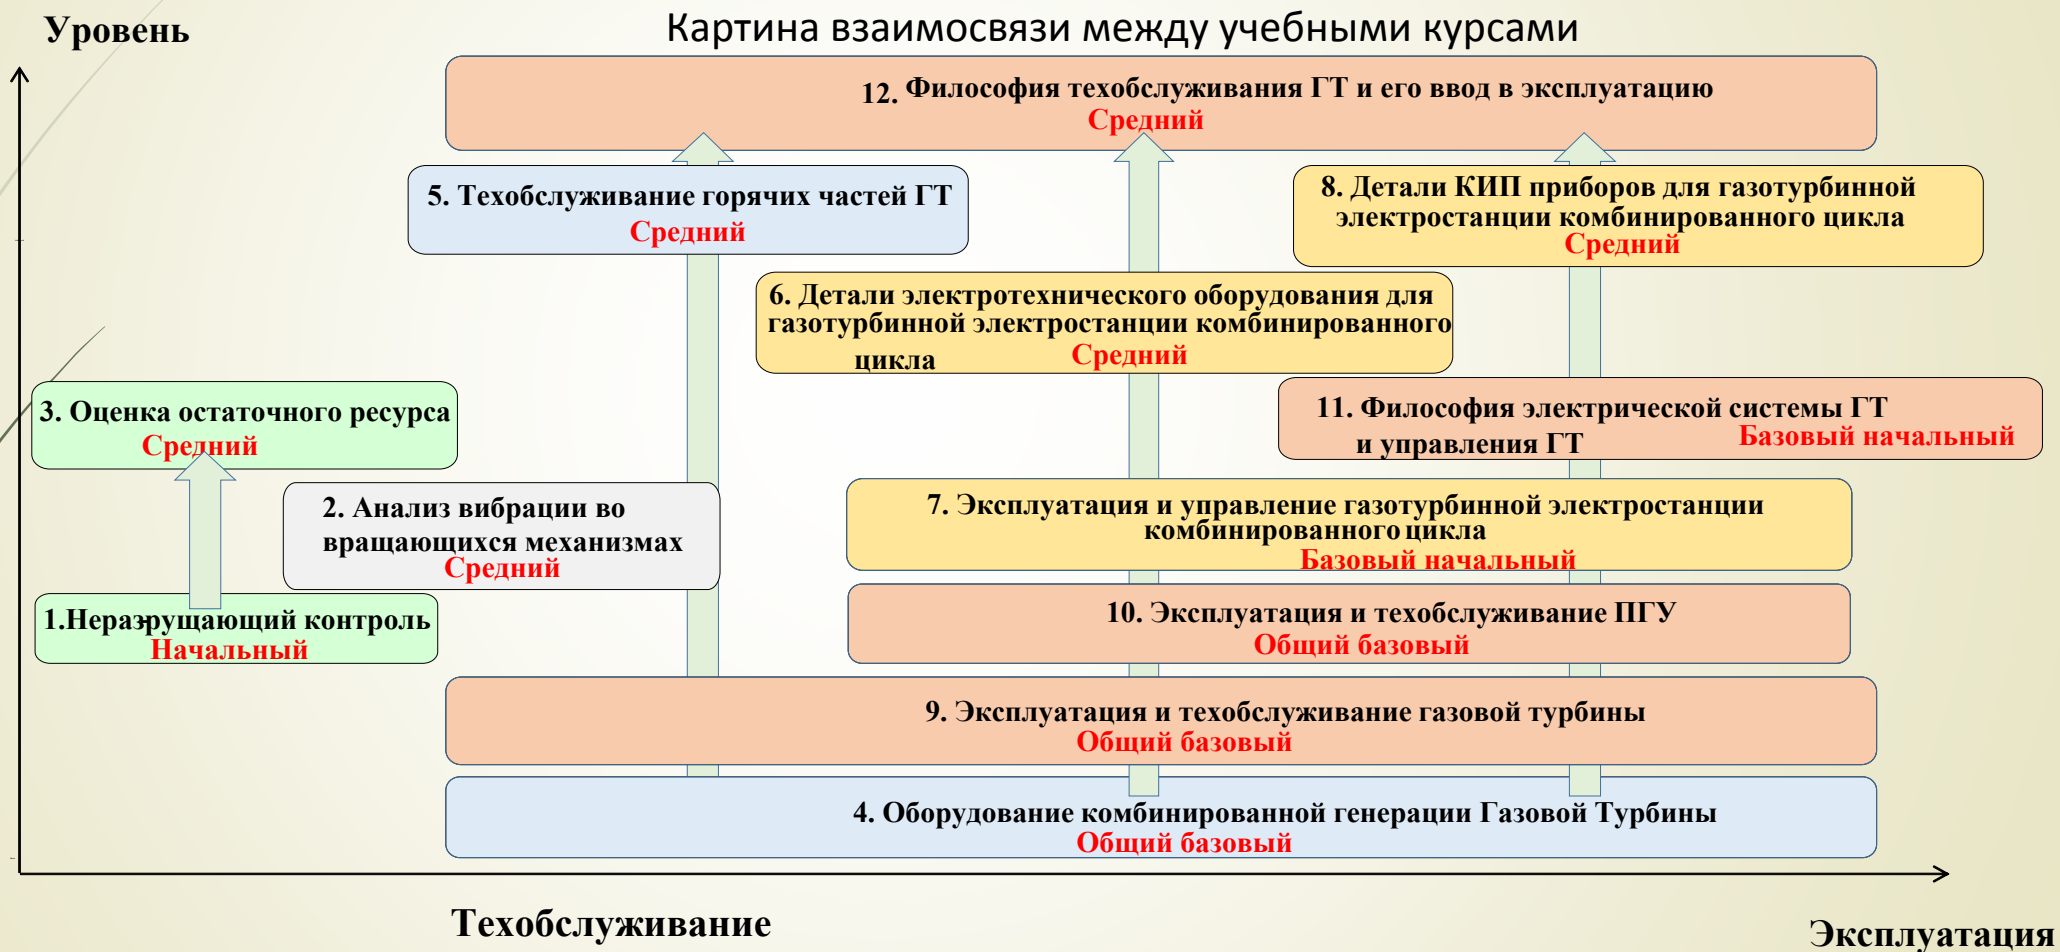 Уровень
Картина взаимосвязи между учебными курсами
12. Философия техобслуживания ГТ и его ввод в эксплуатацию
Средний
5. Техобслуживание горячих частей ГТ
Средний
8. Детали КИП приборов для газотурбинной
электростанции комбинированного цикла
Средний
6. Детали электротехнического оборудования для
газотурбинной электростанции комбинированного
цикла Средний
3. Оценка остаточного ресурса
Средний
11. Философия электрической системы ГТ
и управления ГТ Базовый начальный
2. Анализ вибрации во
вращающихся механизмах
Средний
7. Эксплуатация и управление газотурбинной электростанции
комбинированного цикла
Базовый начальный
1.Неразрущающий контроль
Начальный
10. Эксплуатация и техобслуживание ПГУ
Общий базовый
9. Эксплуатация и техобслуживание газовой турбины
Общий базовый
4. Оборудование комбинированной генерации Газовой Турбины
Общий базовый
Техобслуживание
Эксплуатация